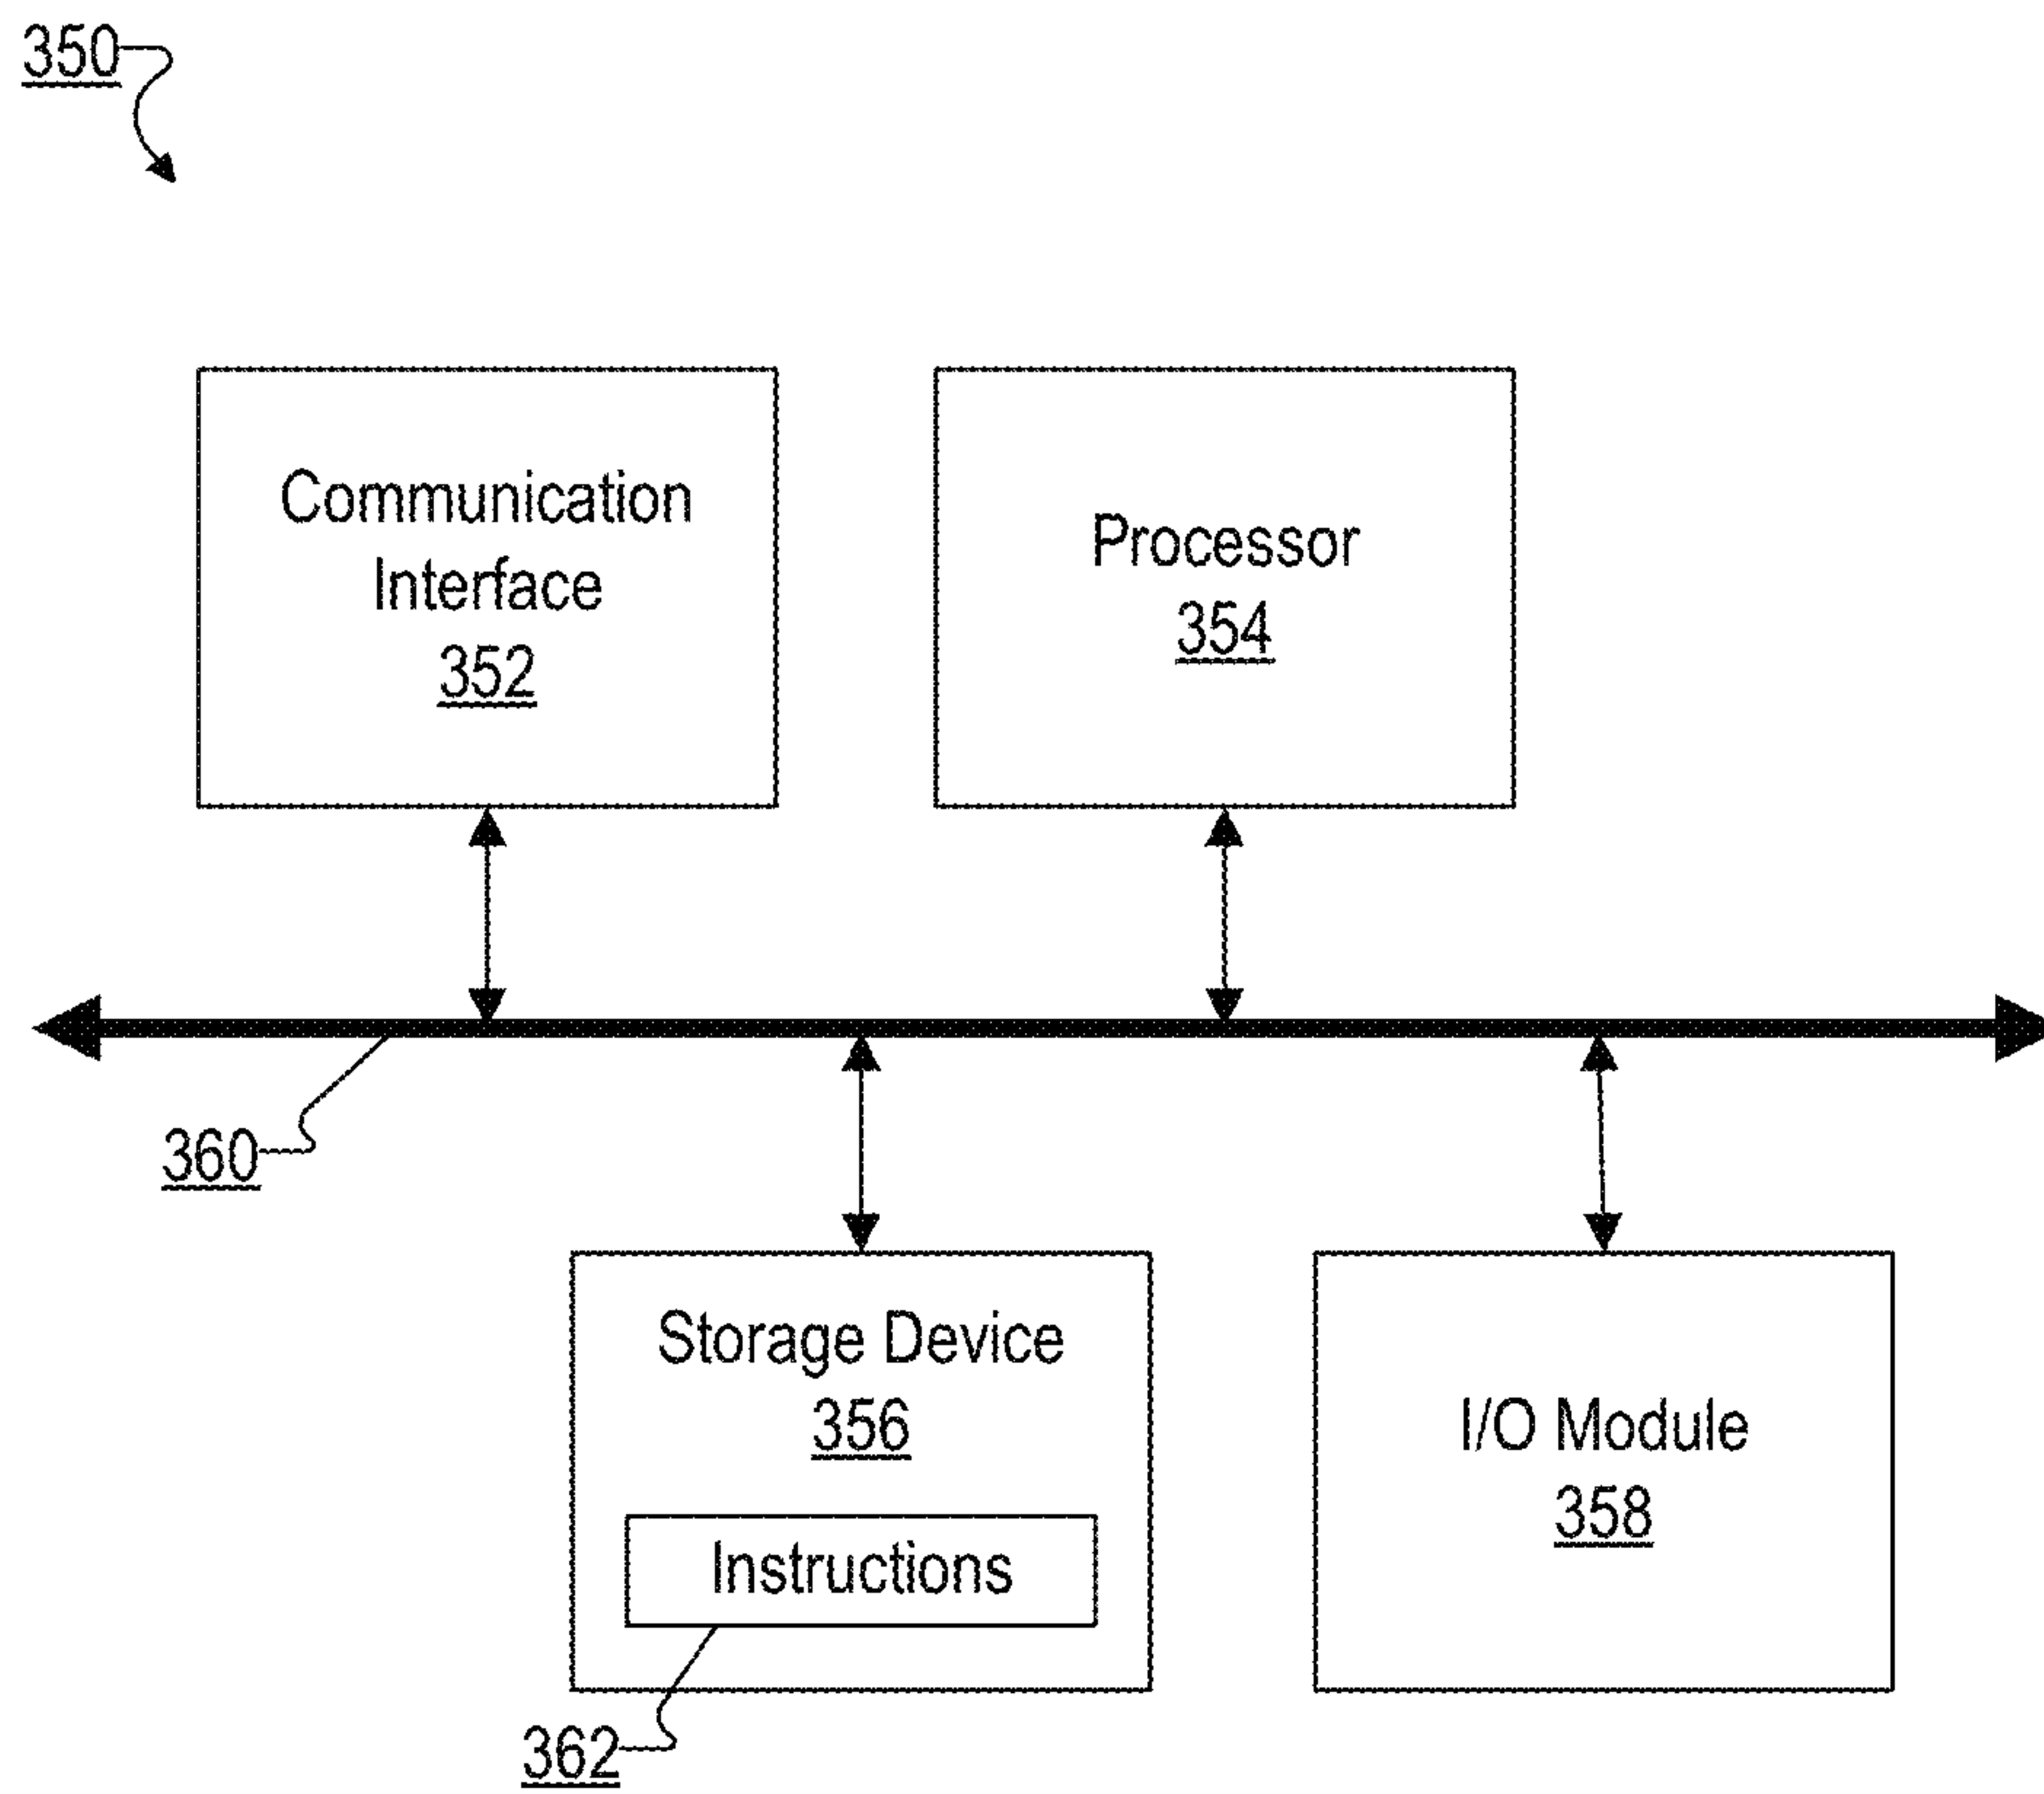 350
Communication
Interface
352
Processor
354
360
Storage Device
356
Instructions
362
I/O Module
358